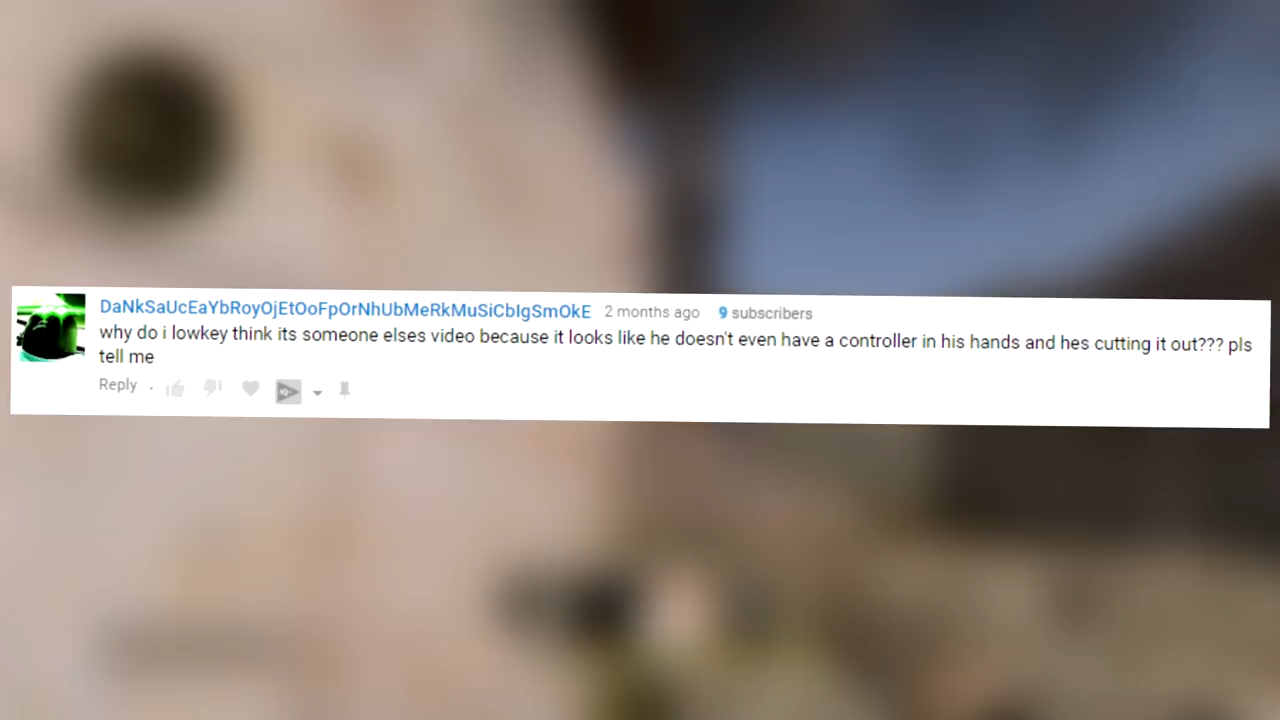 DaNkSaUcEaYbRoyOjEtOoFpOrNhUbMeRkMuSiCbIgSmOkE 2 months ago 9 subscribers
why do i lowkey think its someone elses video because it looks like he doesn't even have a controller in his hands and hes cutting it out??? pls
tell me
Reply .